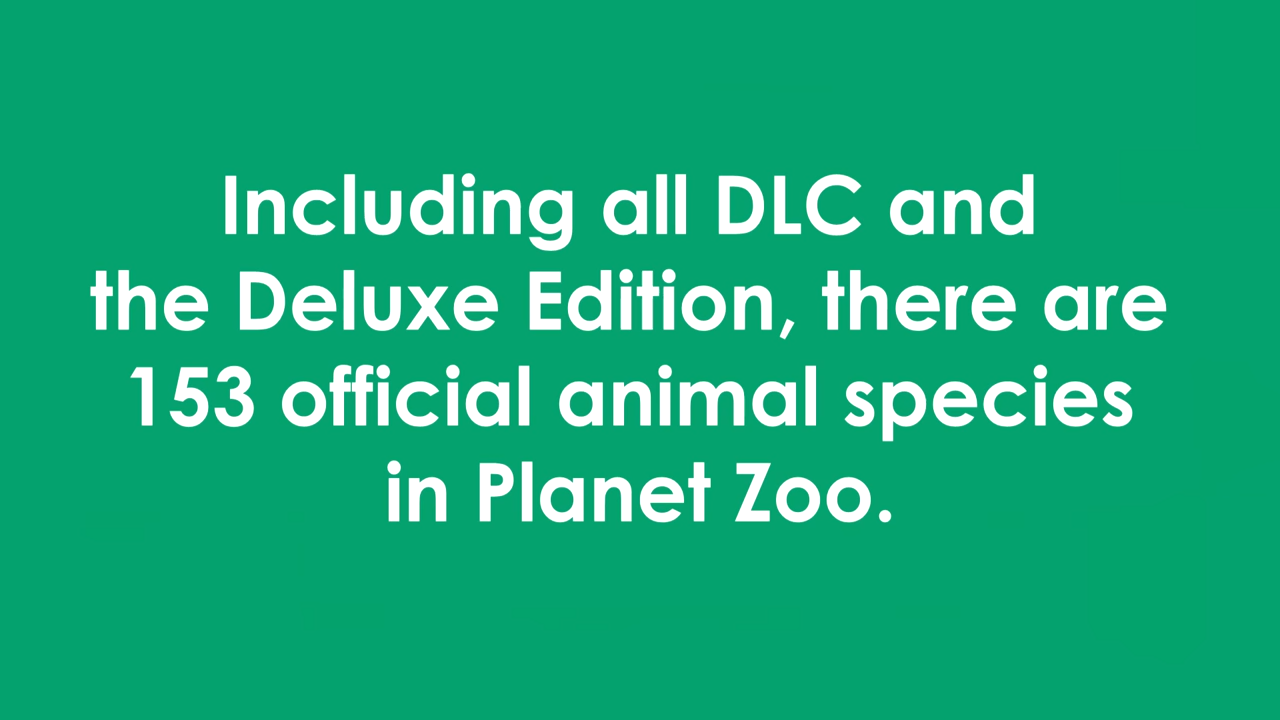 Including all DLC and
the Deluxe Edition, there are
153 official animal species
in Planet Zoo.